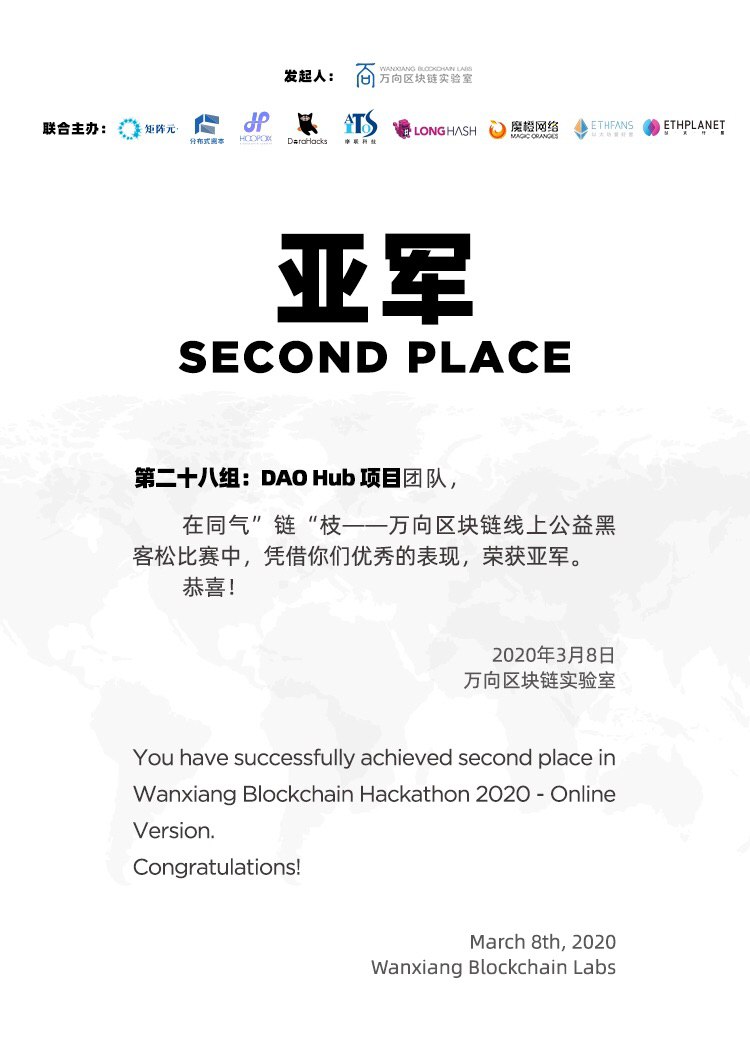 发起人：
WANXIANG BLOCKCHAIN LABS
万向区块链实验室
联合主办：
矩阵元
分布式资本
HOOPOX
DoraHacks
LONGHASH
魔橙网络
MAGIC ORANGES
ETHFANS
ETHPLANET
亚军
SECOND PLACE
第二十八组：DAO Hub 项目团队，
在同气”链“枝——万向区块链线上公益黑
客松比赛中，凭借你们优秀的表现，荣获亚军。
恭喜！
2020年3月8日
万向区块链实验室
You have successfully achieved second place in
Wanxiang Blockchain Hackathon 2020 - Online
Version.
Congratulations!
March 8th, 2020
Wanxiang Blockchain Labs